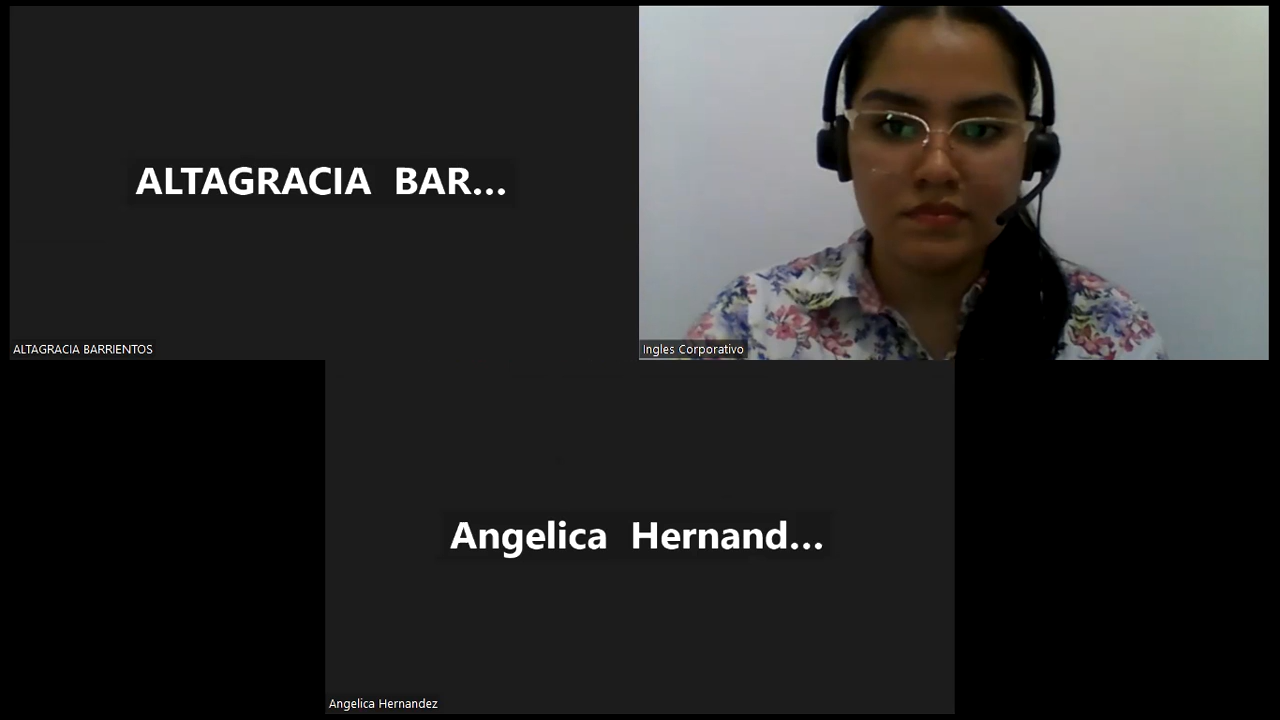 ALTAGRACIA BAR...
ALTAGRACIA BARRIENTOS
Ingles Corporativo
Angelica Hernand...
Angelica Hernandez